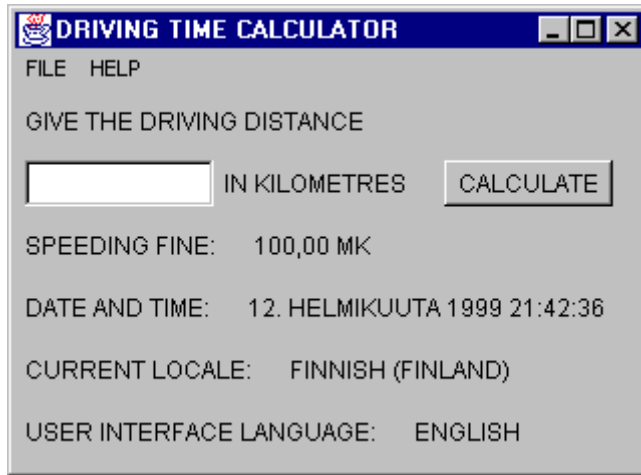 DRIVING TIME CALCULATOR
FILE HELP
GIVE THE DRIVING DISTANCE
IN KILOMETRES CALCULATE
SPEEDING FINE: 100,00 MK
DATE AND TIME: 12. HELMIKUUTA 1999 21:42:36
CURRENT LOCALE: FINNISH (FINLAND)
USER INTERFACE LANGUAGE: ENGLISH